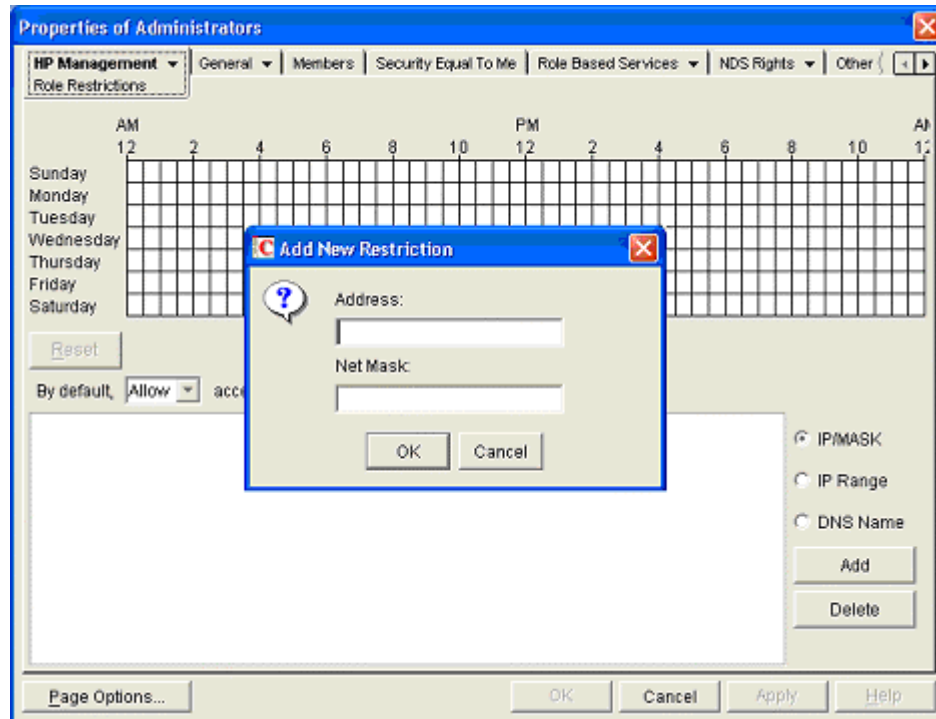 Properties of Administrators
HP Management General Members Security Equal To Me Role Based Services NDS Rights Other
Role Restrictions
AM PM AM
12 2 4 6 8 10 12 2 4 6 8 10 12
Sunday
Monday
Tuesday
Wednesday
Thursday
Friday
Saturday
Add New Restriction
Address:
Net Mask:
OK Cancel
Reset
By default, Allow acce
IP/MASK
IP Range
DNS Name
Add
Delete
Page Options... OK Cancel Apply Help